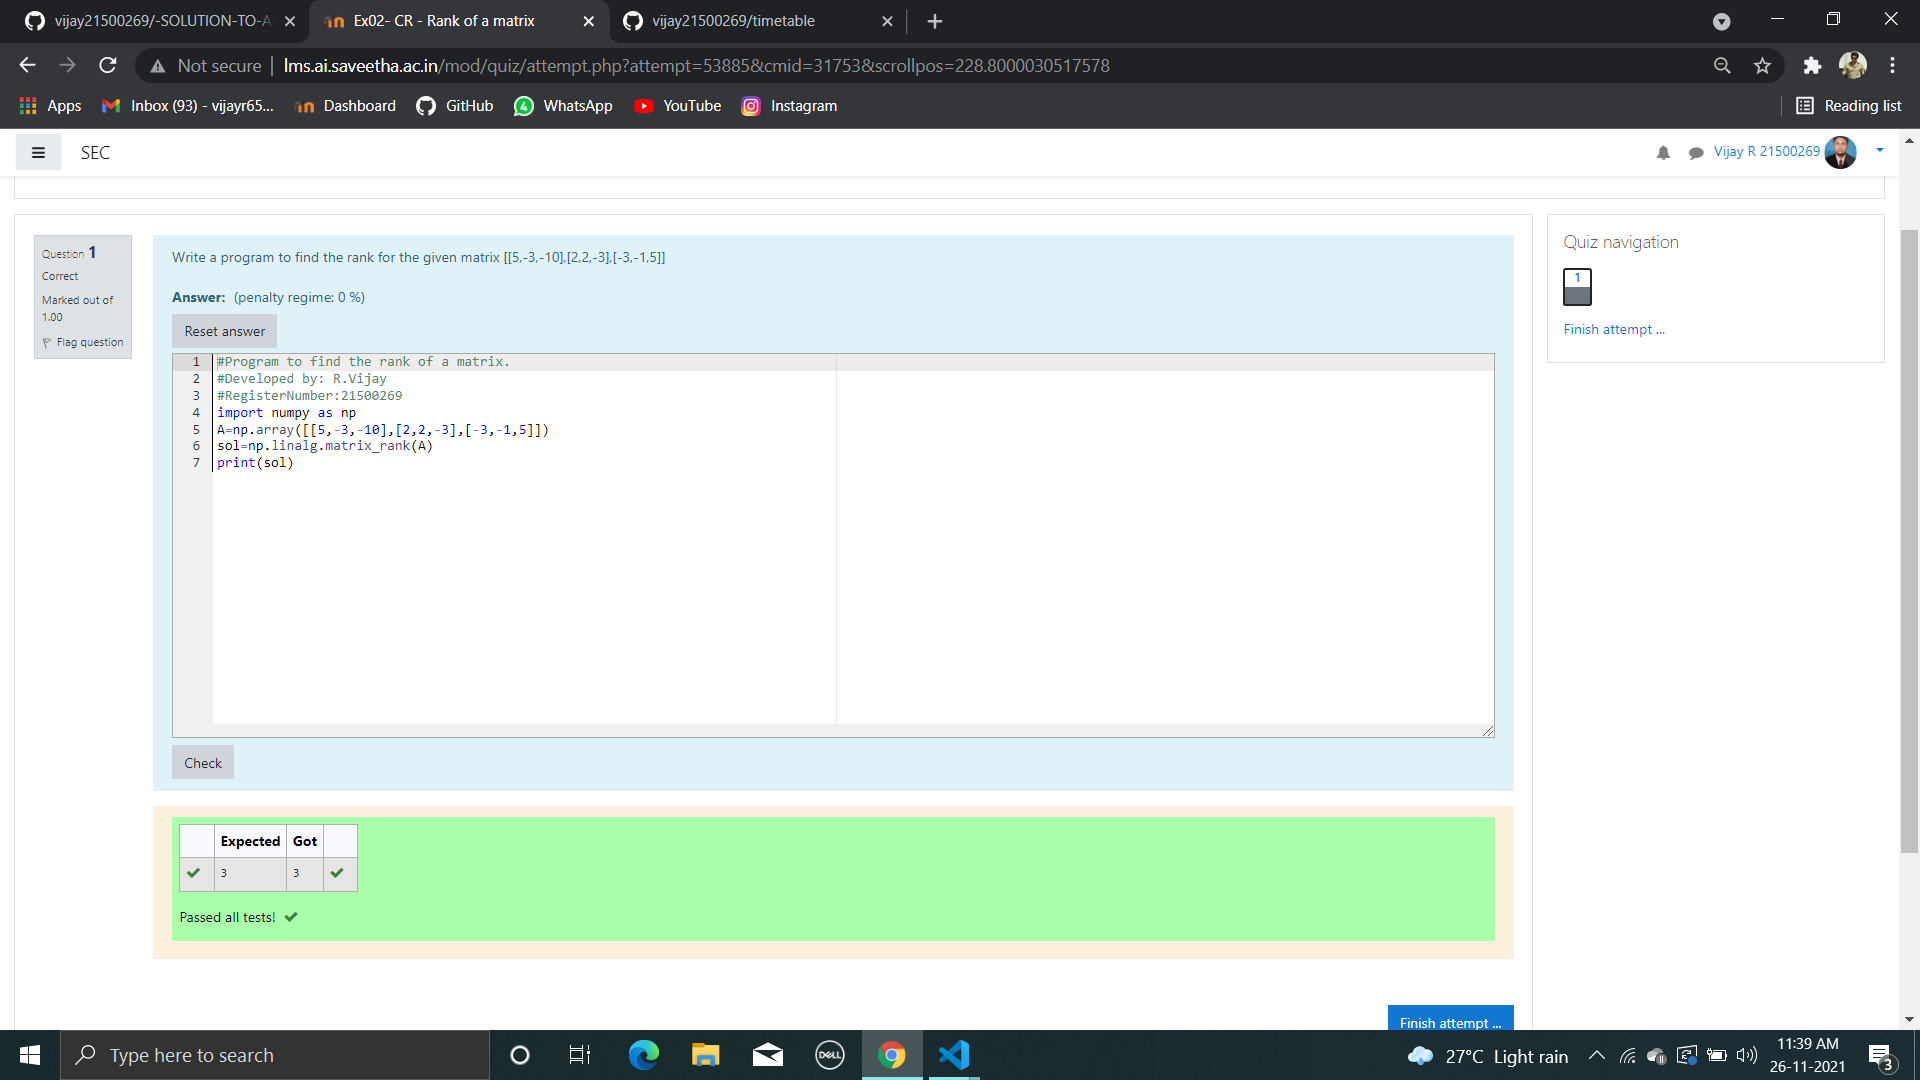 vijay21500269/-SOLUTION-TO-A
Ex02- CR - Rank of a matrix
vijay21500269/timetable
Not secure | lms.ai.saveetha.ac.in/mod/quiz/attempt.php?attempt=53885&cmid=31753&scrollpos=228.8000030517578
Apps
Inbox (93) - vijayr65...
Dashboard
GitHub
WhatsApp
YouTube
Instagram
Reading list
SEC
Vijay R 21500269
Question 1
Correct
Marked out of
1.00
Flag question
Write a program to find the rank for the given matrix [[5,-3,-10],[2,2,-3],[-3,-1,5]]
Answer: (penalty regime: 0 %)
Reset answer
1 #Program to find the rank of a matrix.
2 #Developed by: R.Vijay
3 #RegisterNumber:21500269
4 import numpy as np
5 A=np.array([[5,-3,-10],[2,2,-3],[-3,-1,5]])
6 sol=np.linalg.matrix_rank(A)
7 print(sol)
Check
Expected Got
3 3
Passed all tests!
Finish attempt ...
Quiz navigation
1
Finish attempt ...
Type here to search
DELL
27°C Light rain
11:39 AM
26-11-2021
3